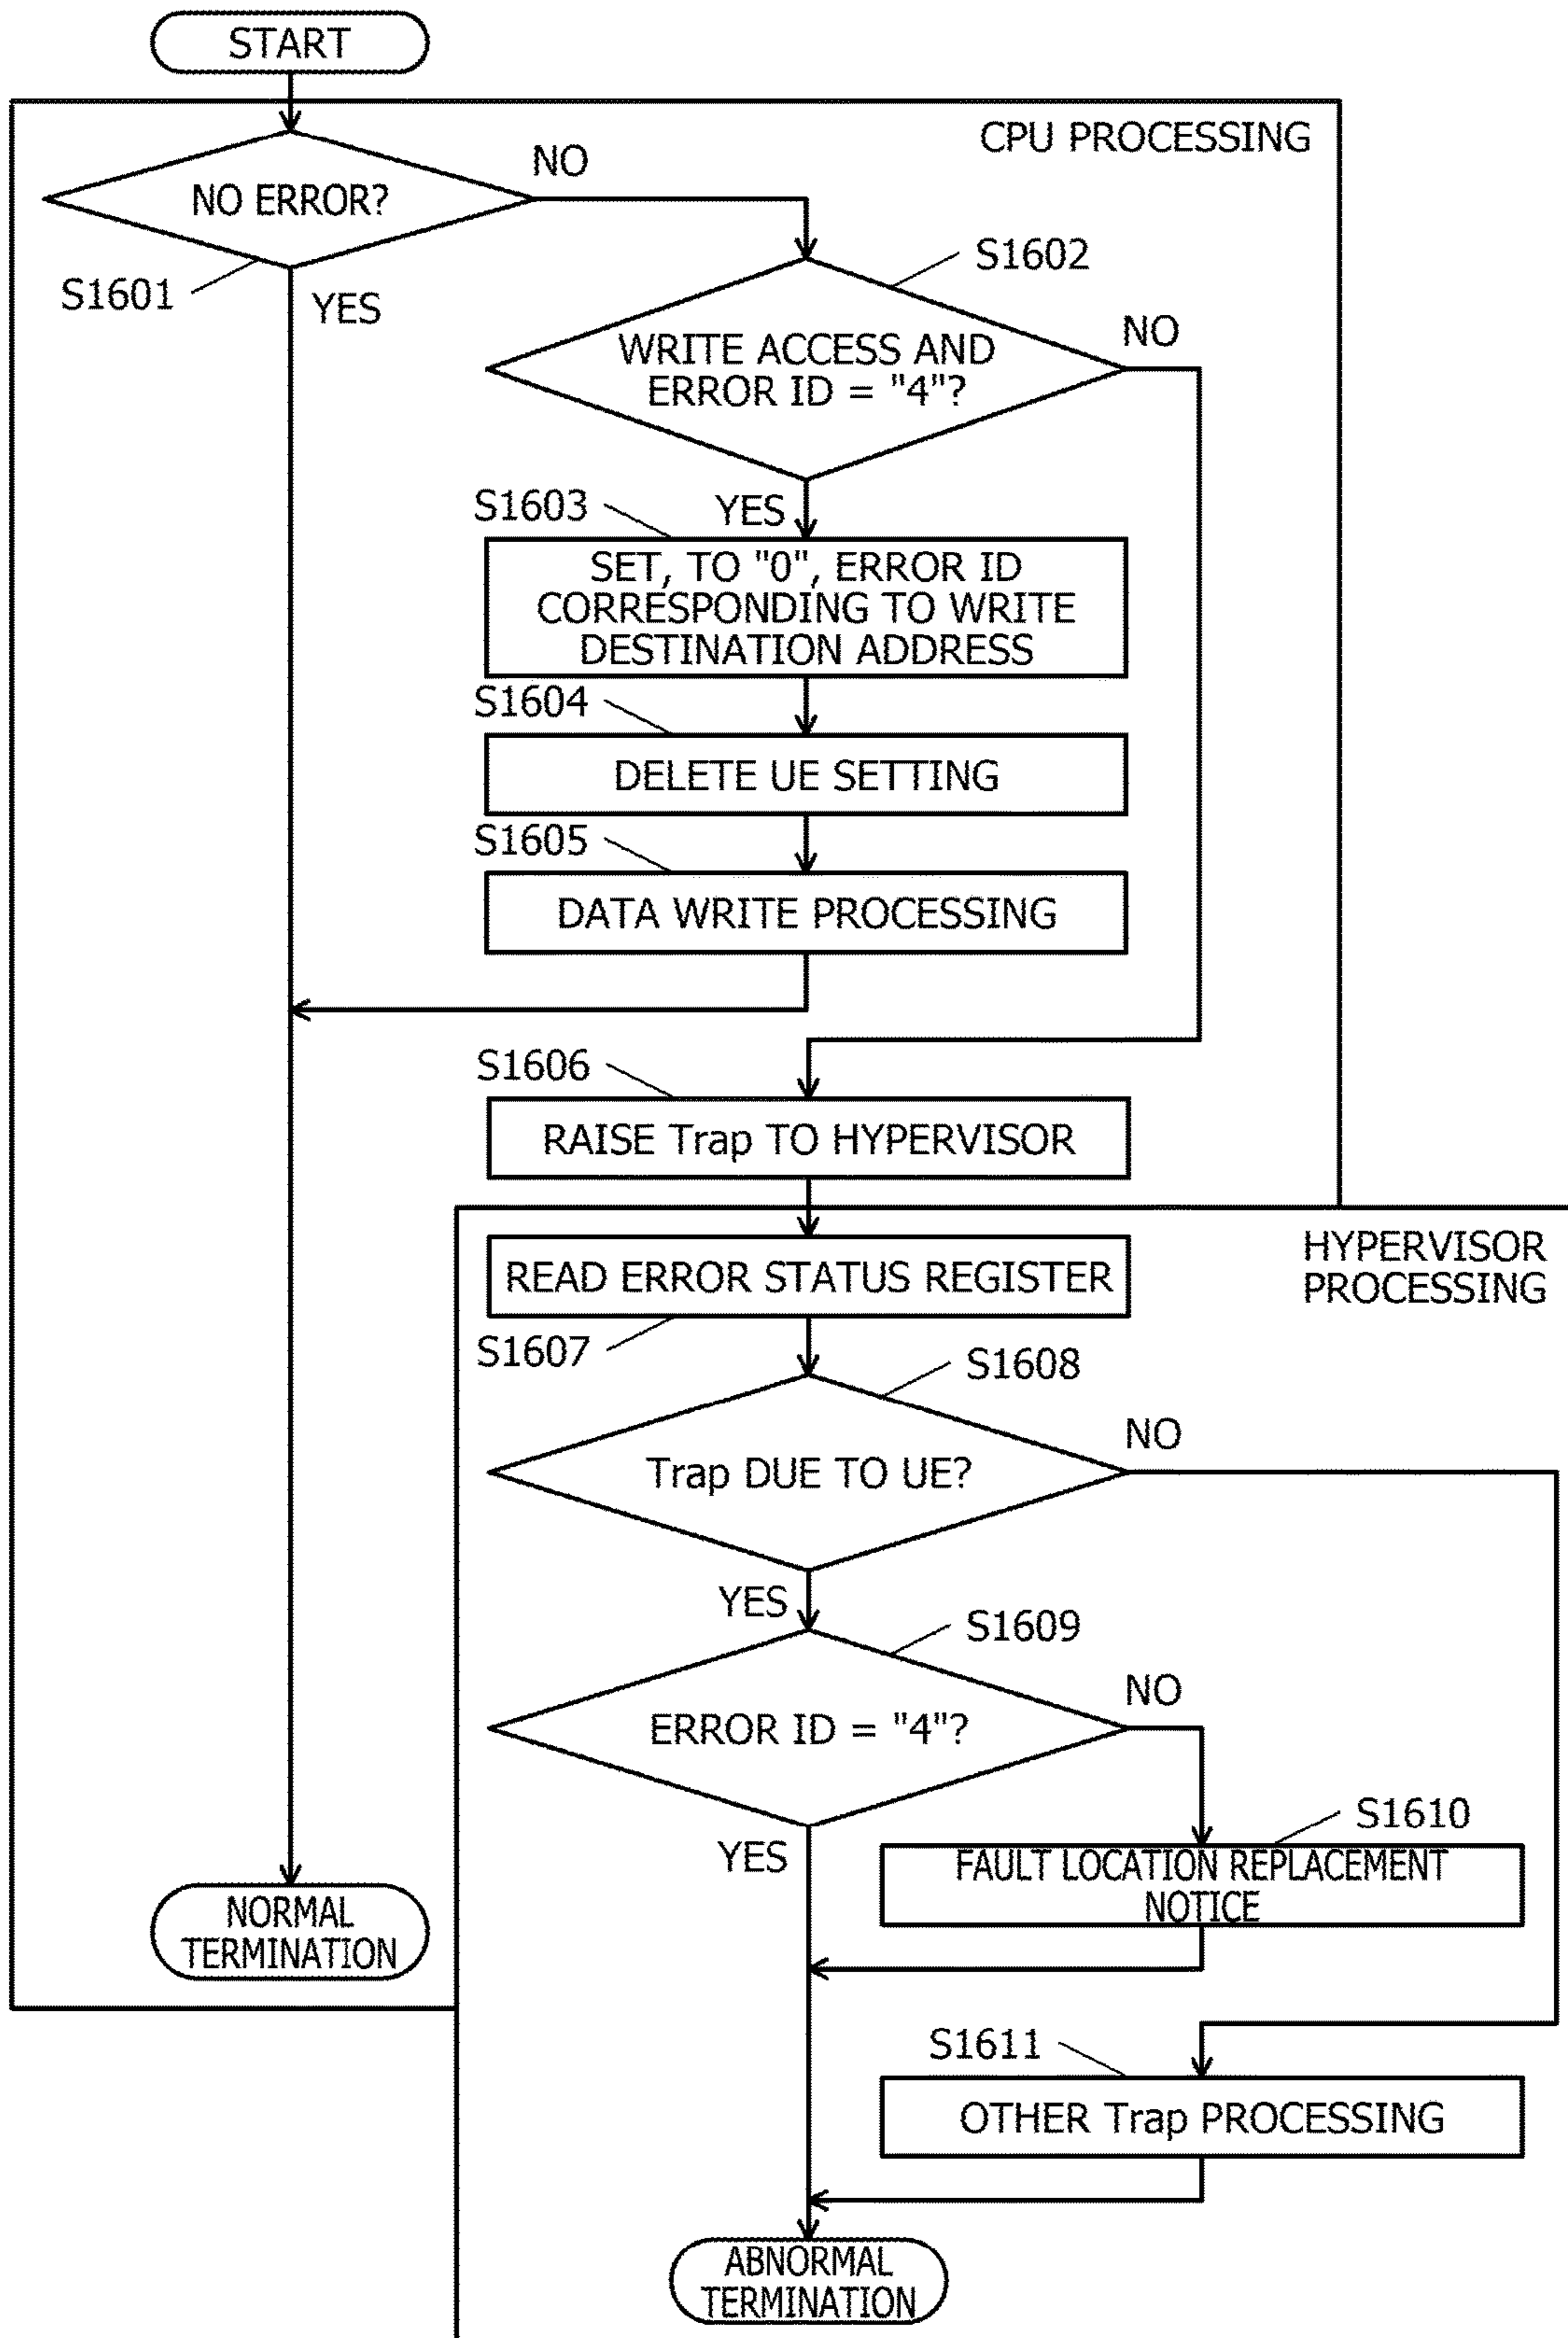 START
CPU PROCESSING
NO
NO ERROR?
S1601
YES
S1602
NO
WRITE ACCESS AND
ERROR ID = "4"?
S1603
YES
SET, TO "0", ERROR ID
CORRESPONDING TO WRITE
DESTINATION ADDRESS
S1604
DELETE UE SETTING
S1605
DATA WRITE PROCESSING
S1606
RAISE Trap TO HYPERVISOR
HYPERVISOR
PROCESSING
READ ERROR STATUS REGISTER
S1607
S1608
NO
Trap DUE TO UE?
YES
S1609
NO
ERROR ID = "4"?
S1610
YES
FAULT LOCATION REPLACEMENT
NOTICE
NORMAL
TERMINATION
S1611
OTHER Trap PROCESSING
ABNORMAL
TERMINATION